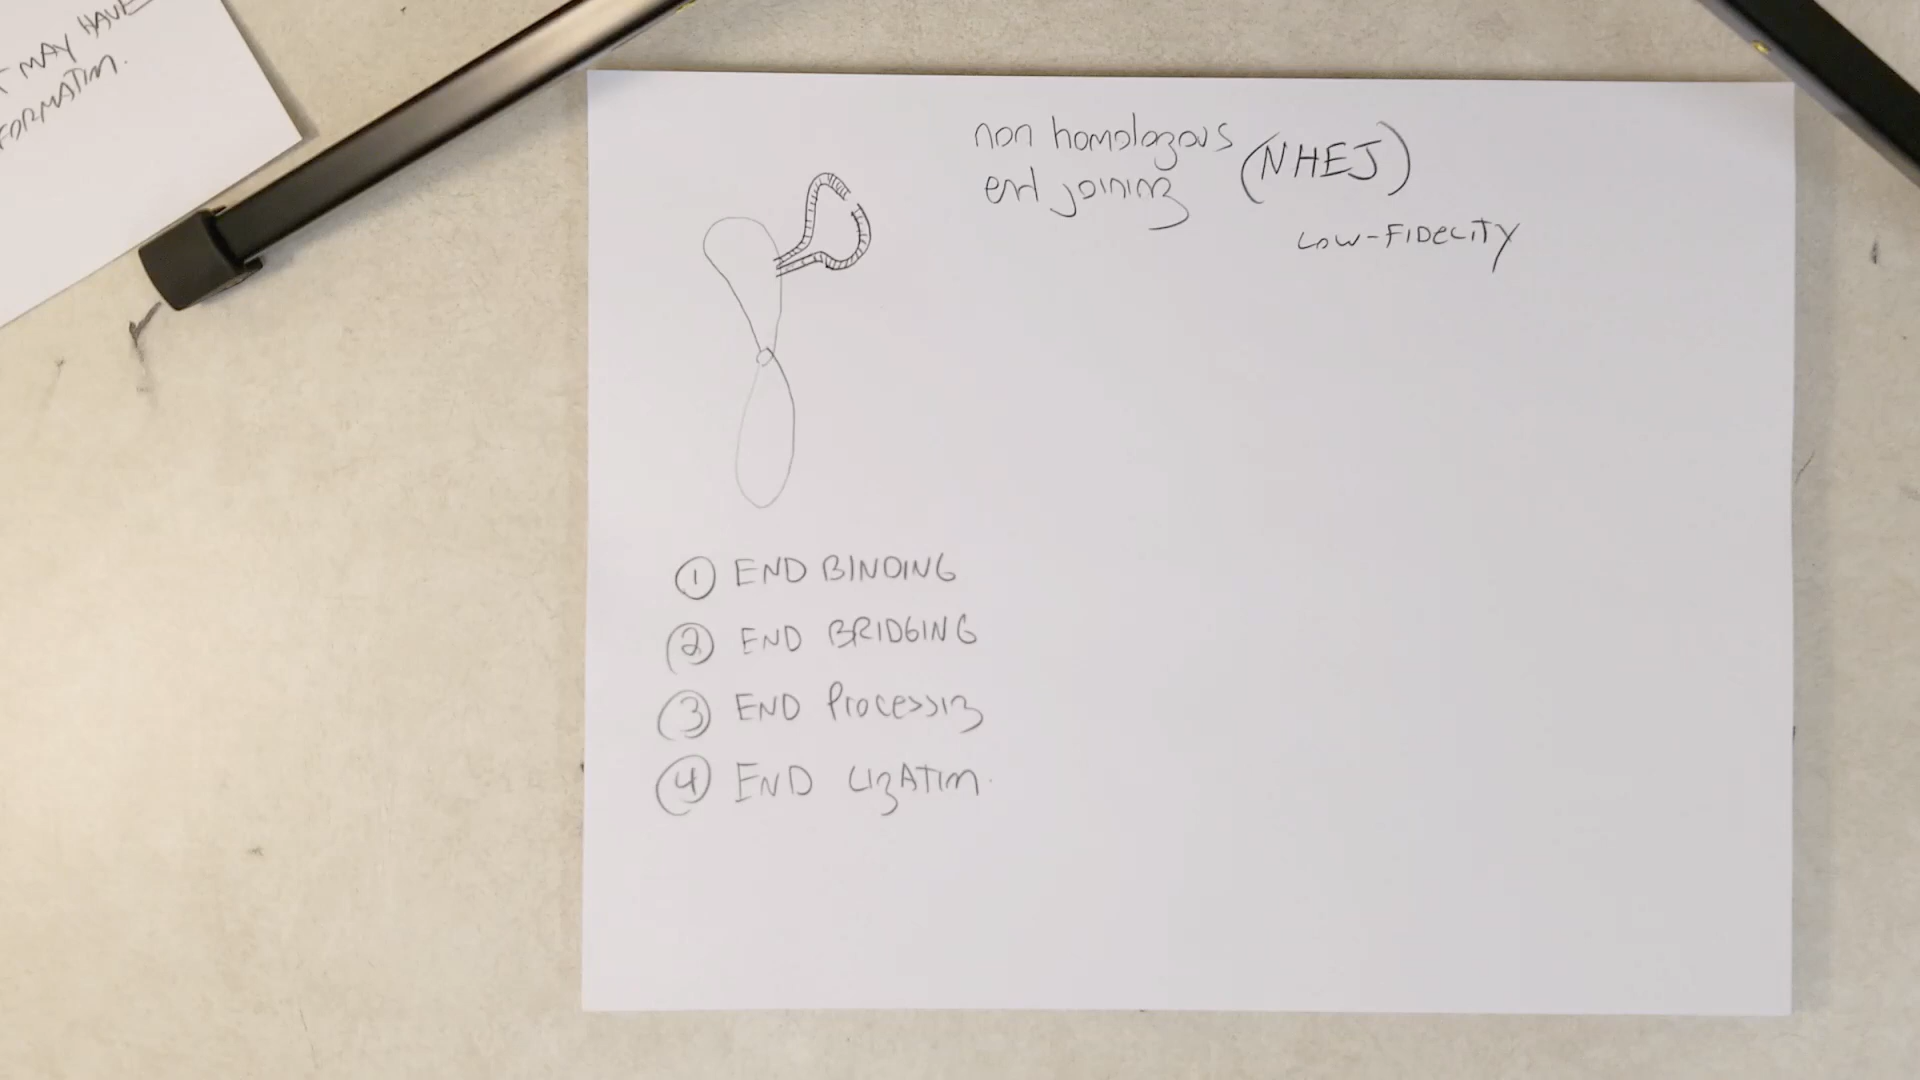 T MAY HAVE
FORMATION.
non homologous
end joining (NHEJ)
LOW-FIDELITY
1 END BINDING
2 END BRIDGING
3 END Processing
4 END LIGATION.